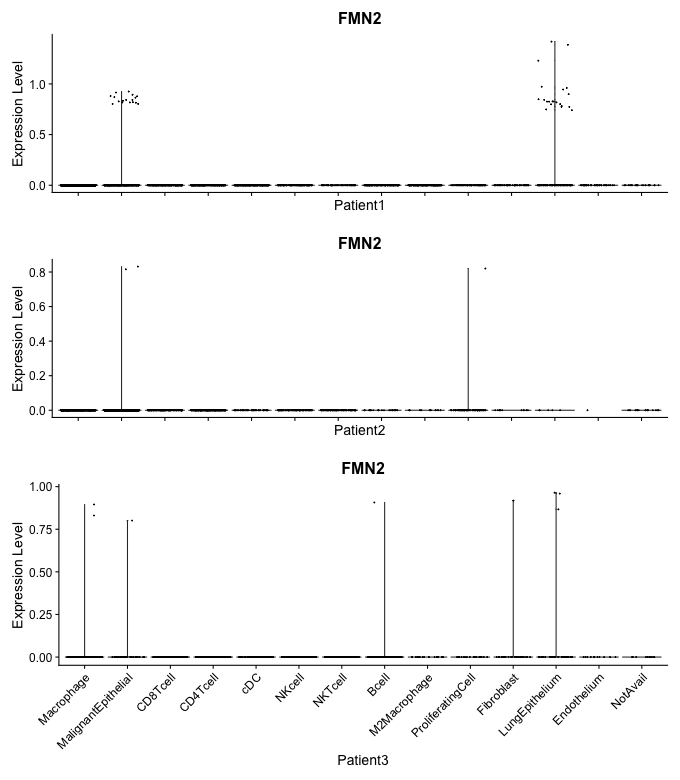 FMN2
Expression Level
1.0
0.5
0.0
Patient1
FMN2
Expression Level
0.8
0.6
0.4
0.2
0.0
Patient2
FMN2
Expression Level
1.00
0.75
0.50
0.25
0.00
Macrophage
MalignantEpithelial
CD8Tcell
CD4Tcell
cDC
NKcell
NKTcell
Bcell
M2Macrophage
ProliferatingCell
Fibroblast
LungEpithelium
Endothelium
NotAvail
Patient3